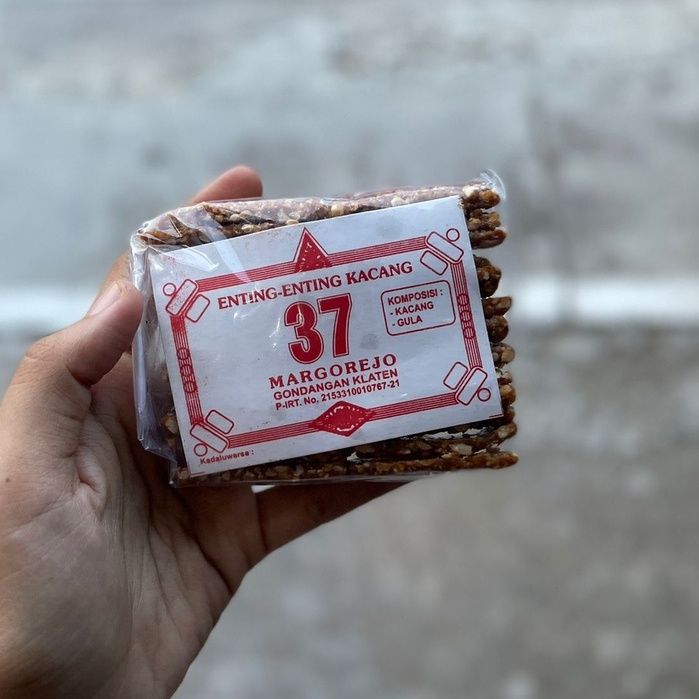 ENTING-ENTING KACANG
37
KOMPOSISI :
- KACANG
- GULA
MARGOREJO
GONDANGAN KLATEN
P-IRT. No. 2153310010767-21
Kadaluwarsa :